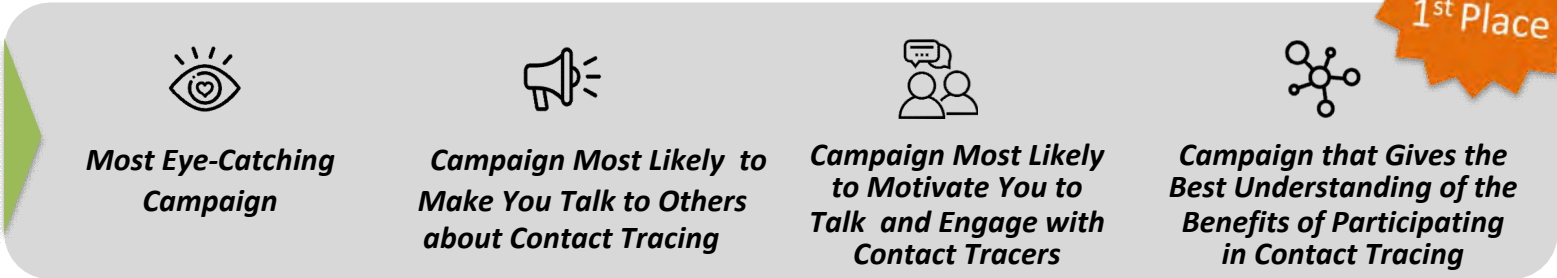 1st Place
Most Eye-Catching
Campaign
Campaign Most Likely to
Make You Talk to Others
about Contact Tracing
Campaign Most Likely
to Motivate You to
Talk and Engage with
Contact Tracers
Campaign that Gives the
Best Understanding of the
Benefits of Participating
in Contact Tracing